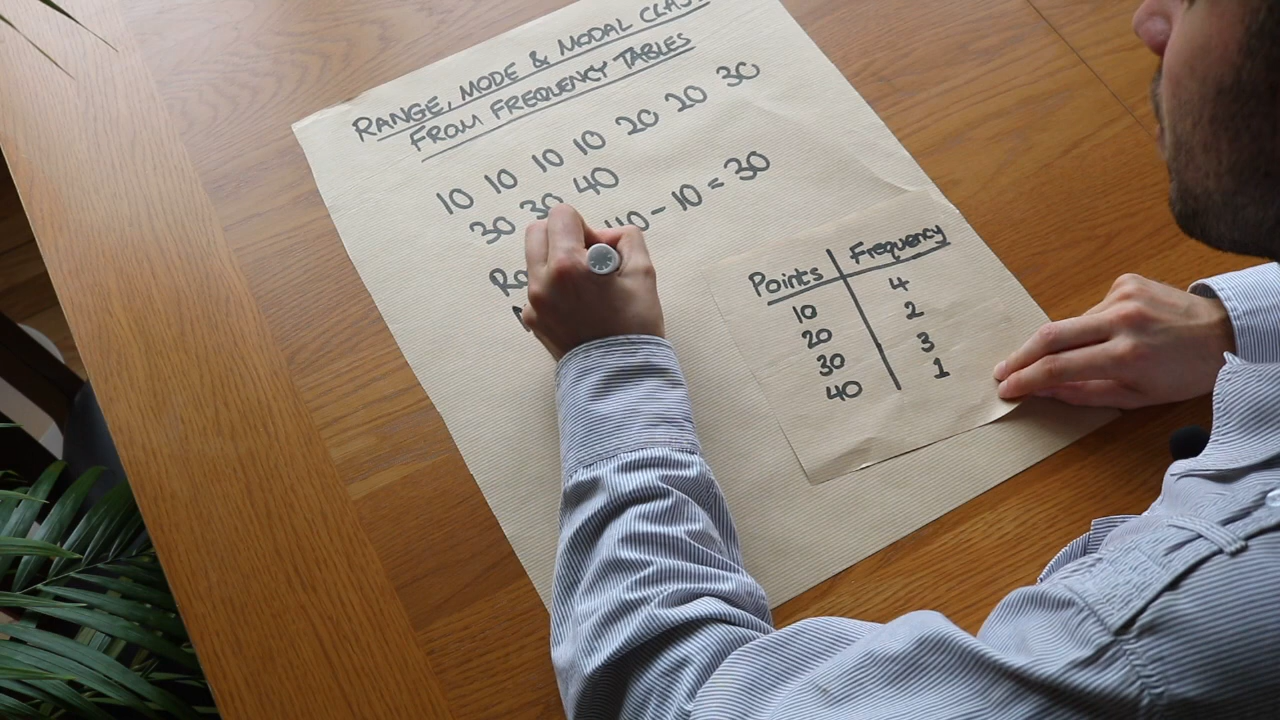 RANGE, MODE & MODAL
FROM FREQUENCY TABLES
10 10 10 10 20 20 30
30 30 40
40 - 10 = 30
Points Frequency
10 4
20 2
30 3
40 1